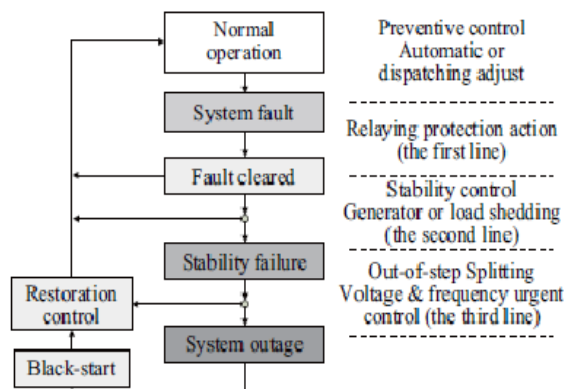 Normal
operation
Preventive control
Automatic or
dispatching adjust
System fault
Relaying protection action
(the first line)
Fault cleared
Stability control
Generator or load shedding
(the second line)
Stability failure
Out-of-step Splitting
Voltage & frequency urgent
control (the third line)
Restoration
control
System outage
Black-start